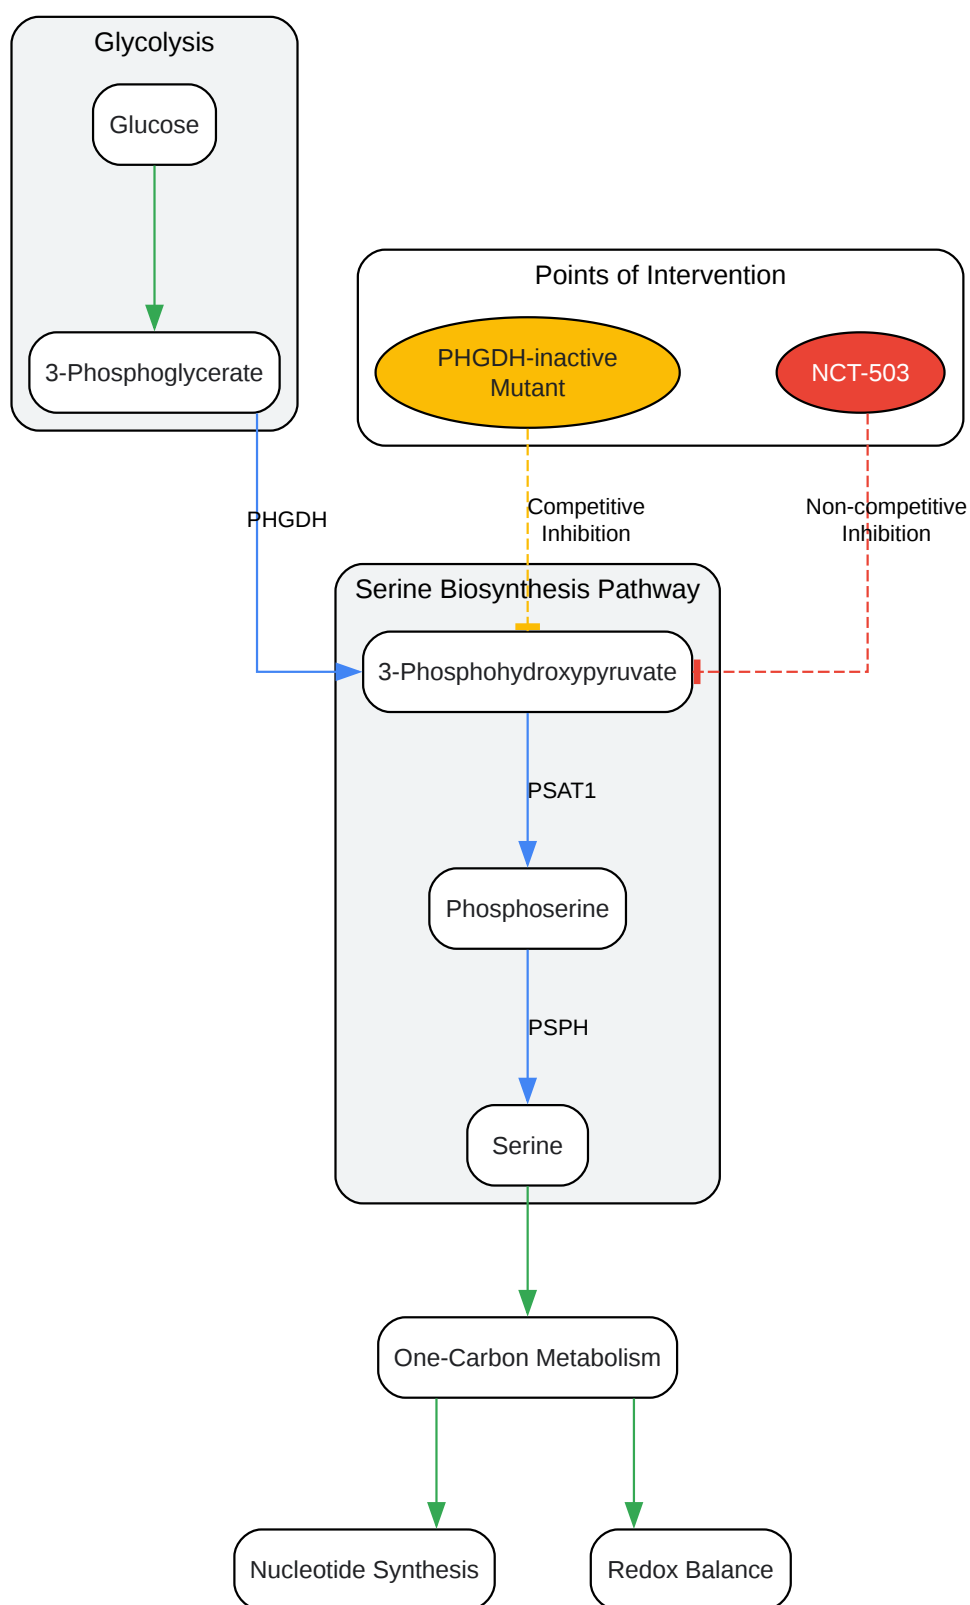 Glycolysis
Glucose
3-Phosphoglycerate
Points of Intervention
PHGDH-inactive
Mutant
NCT-503
PHGDH
Competitive
Inhibition
Non-competitive
Inhibition
Serine Biosynthesis Pathway
3-Phosphohydroxypyruvate
PSAT1
Phosphoserine
PSPH
Serine
One-Carbon Metabolism
Nucleotide Synthesis
Redox Balance